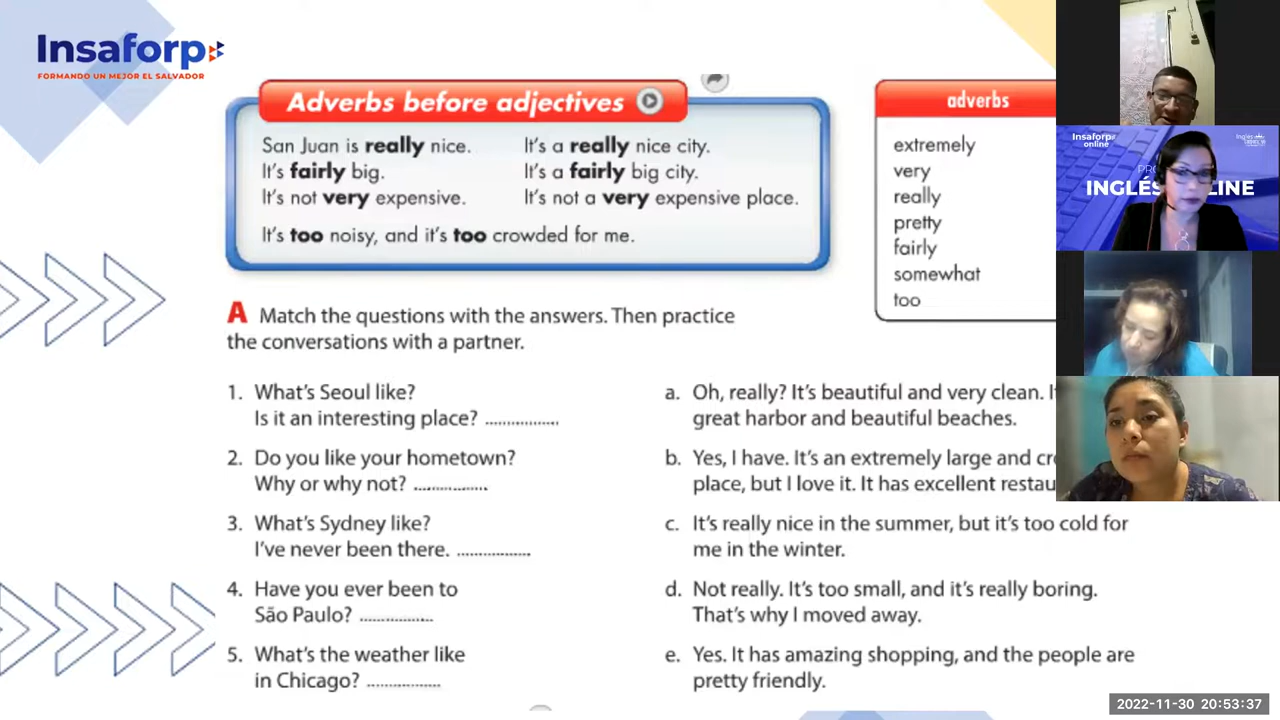 Insaforp
FORMANDO UN MEJOR EL SALVADOR
Adverbs before adjectives
San Juan is really nice.
It's a really nice city.
It's fairly big.
It's a fairly big city.
It's not very expensive.
It's not a very expensive place.
It's too noisy, and it's too crowded for me.
adverbs
extremely
very
really
pretty
fairly
somewhat
too
A Match the questions with the answers. Then practice
the conversations with a partner.
1. What's Seoul like?
Is it an interesting place? ..................
2. Do you like your hometown?
Why or why not? ..................
3. What's Sydney like?
I've never been there. ..................
4. Have you ever been to
São Paulo? ..................
5. What's the weather like
in Chicago? ..................
a. Oh, really? It's beautiful and very clean.
great harbor and beautiful beaches.
b. Yes, I have. It's an extremely large and
place, but I love it. It has excellent
c. It's really nice in the summer, but it's too cold for
me in the winter.
d. Not really. It's too small, and it's really boring.
That's why I moved away.
e. Yes. It has amazing shopping, and the people are
pretty friendly.
Insaforp
online
INGLÉS
LINE
2022-11-30 20:53:37